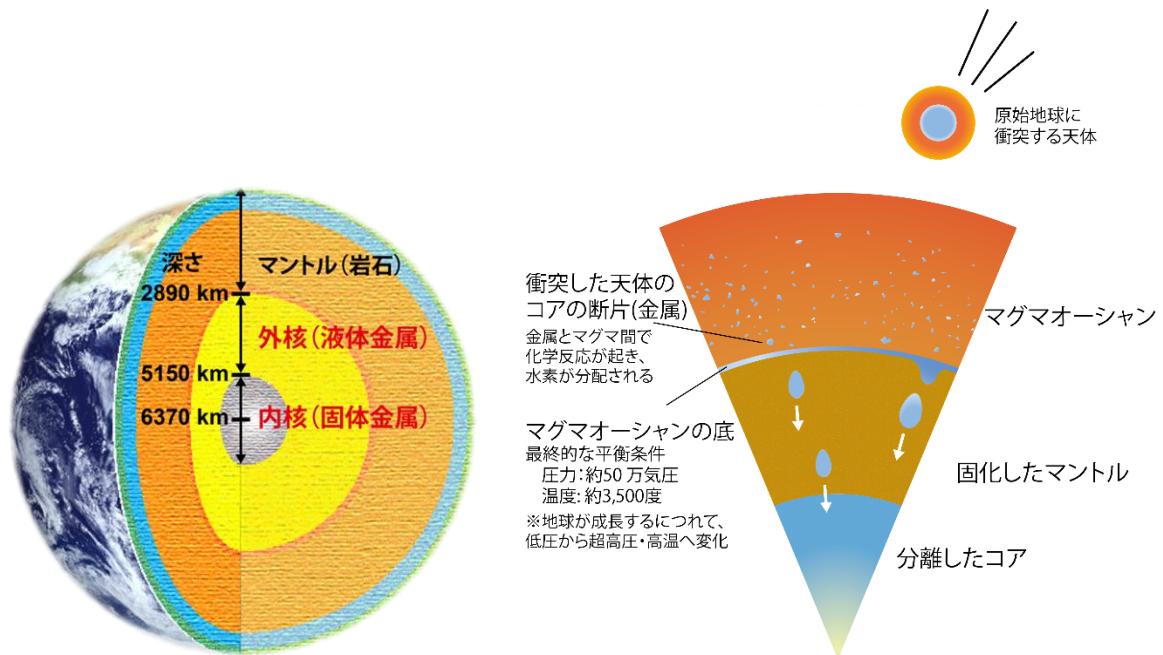 深さ
マントル(岩石)
2890 km
外核(液体金属)
5150 km
6370 km
内核(固体金属)
原始地球に
衝突する天体
衝突した天体の
コアの断片(金属)
金属とマグマ間で
化学反応が起き、
水素が分配される
マグマオーシャン
マグマオーシャンの底
最終的な平衡条件
圧力：約50 万気圧
温度: 約3,500度
※地球が成長するにつれて、
低圧から超高圧・高温へ変化
固化したマントル
分離したコア